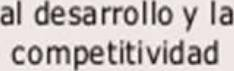 al desarrollo y la
competitividad